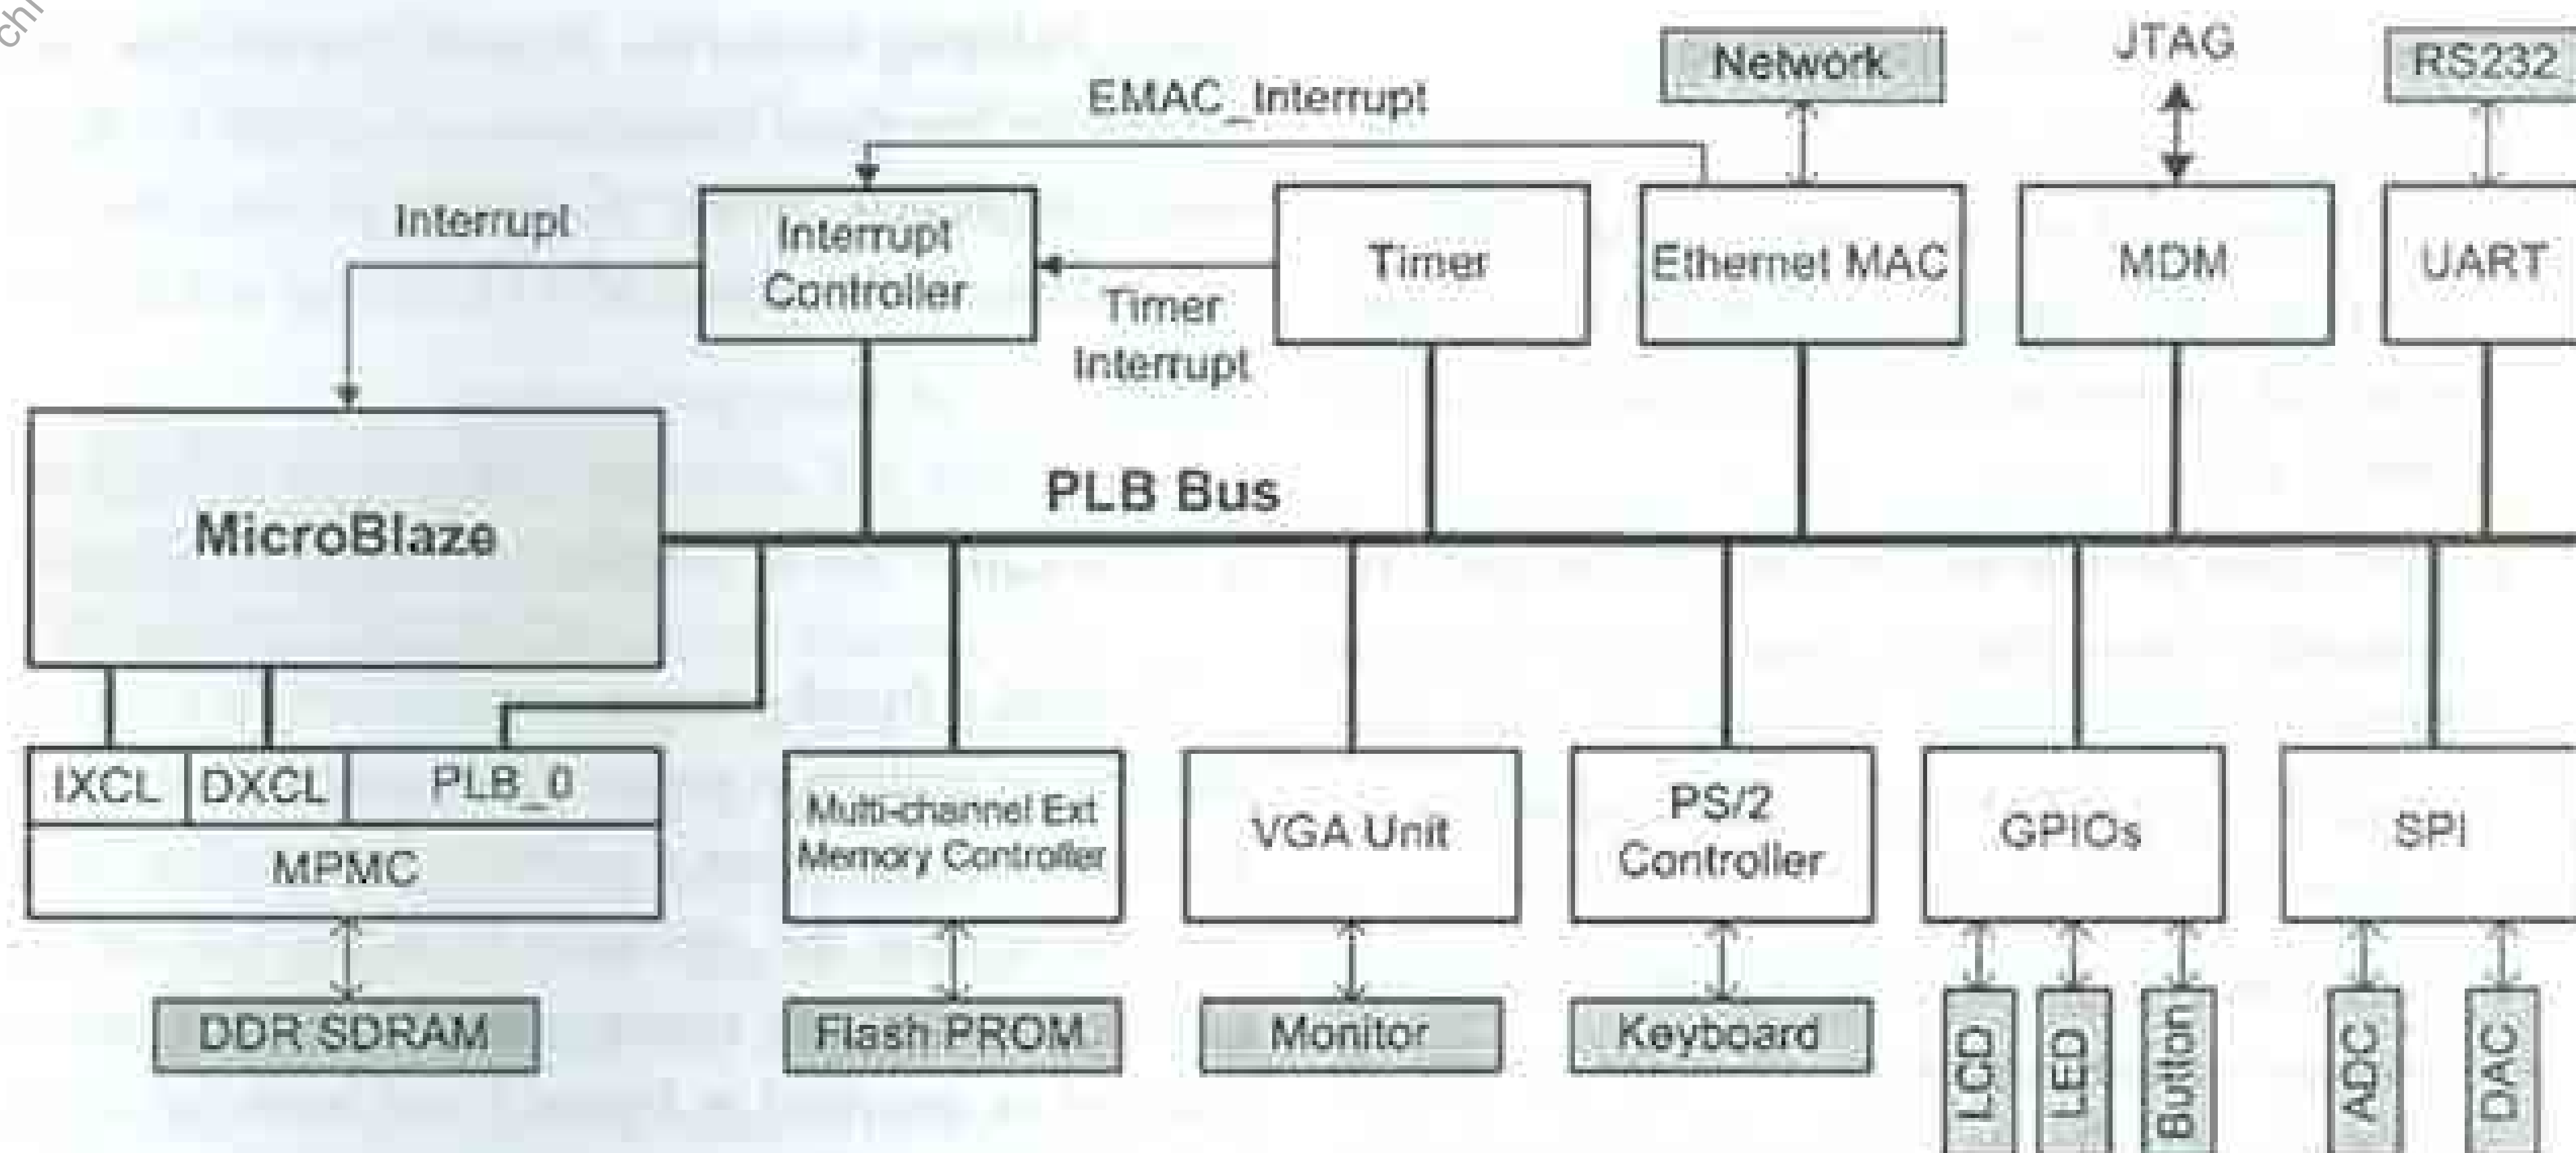 chi
Network
JTAG
RS232
EMAC_Interrupt
Interrupt
Interrupt
Controller
Timer
Interrupt
Timer
Ethernet MAC
MDM
UART
PLB Bus
MicroBlaze
IXCL
DXCL
PLB_0
MPMC
Multi-channel Ext
Memory Controller
VGA Unit
PS/2
Controller
GPIOs
SPI
DDR SDRAM
Flash PROM
Monitor
Keyboard
LCD
LED
Button
ADC
DAC